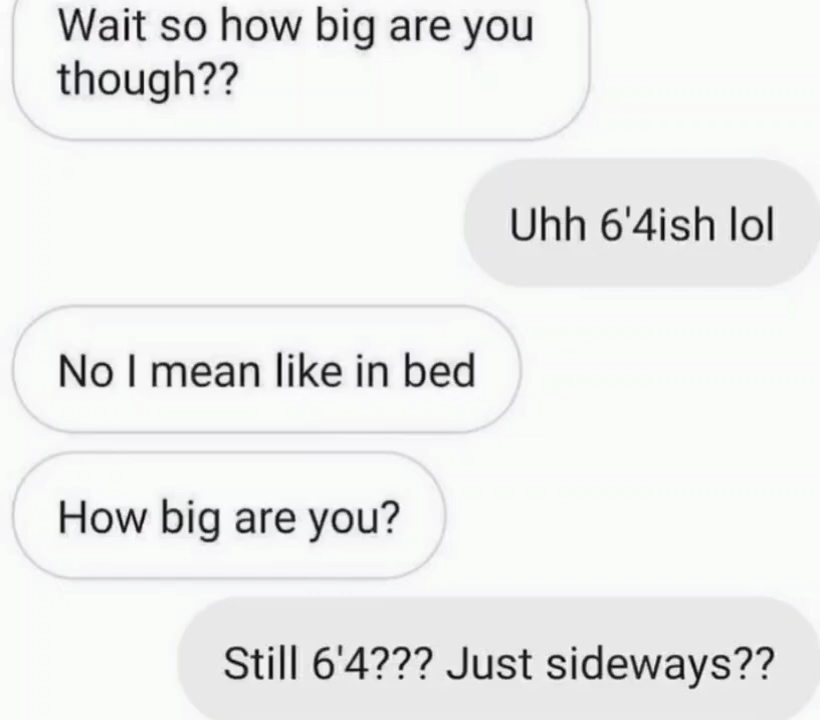 Wait so how big are you
though??
Uhh 6'4ish lol
No I mean like in bed
How big are you?
Still 6'4??? Just sideways??